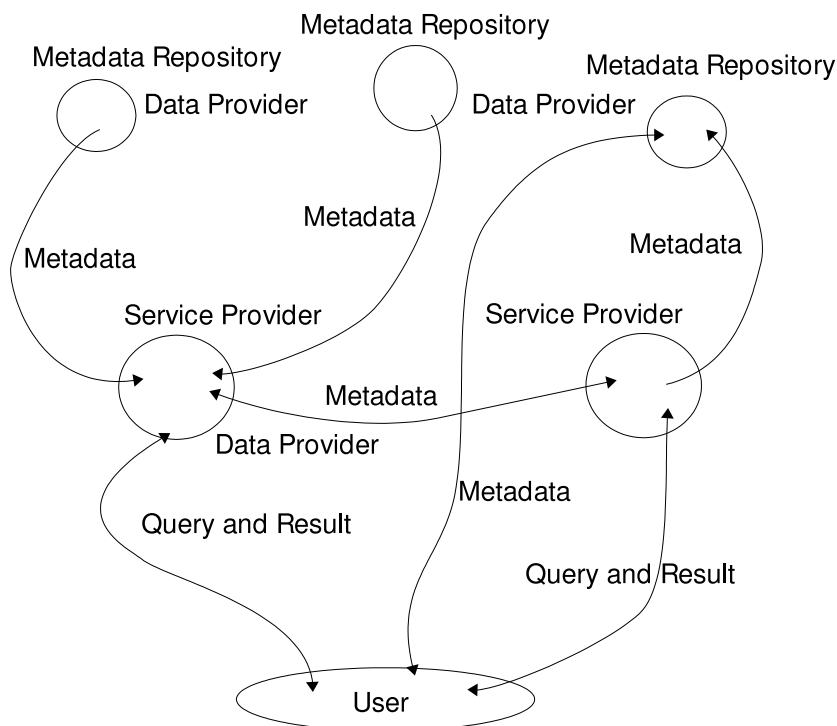 Metadata Repository
Metadata Repository
Metadata Repository
Data Provider
Data Provider
Metadata
Metadata
Metadata
Service Provider
Service Provider
Metadata
Data Provider
Metadata
Query and Result
Query and Result
User